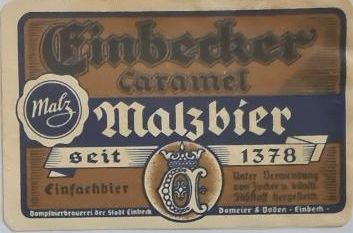 Einbecker
Caramel
Malz
Malzbier
seit 1378
Einfachbier
Unter Verwendung
von Zucker u. künstl.
Süßstoff hergestellt.
Dampfbierbrauerei der Stadt Einbeck
Domeier & Boden - Einbeck -